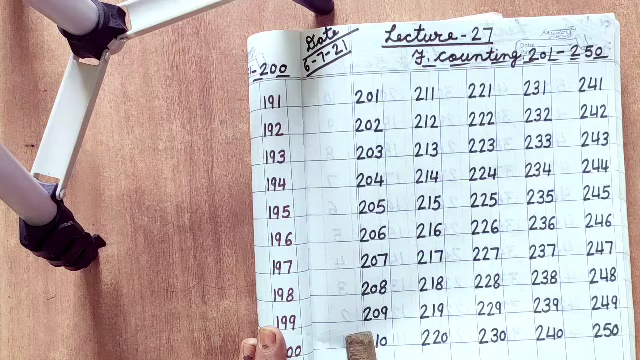 -200
191
192
193
194
195
196
197
198
199
00
Date
6-7-21
Lecture-27
F. counting 201-250
201 211 221 231 241
202 212 222 232 242
203 213 223 233 243
204 214 224 234 244
205 215 225 235 245
206 216 226 236 246
207 217 227 237 247
208 218 228 238 248
209 219 229 239 249
10 220 230 240 250